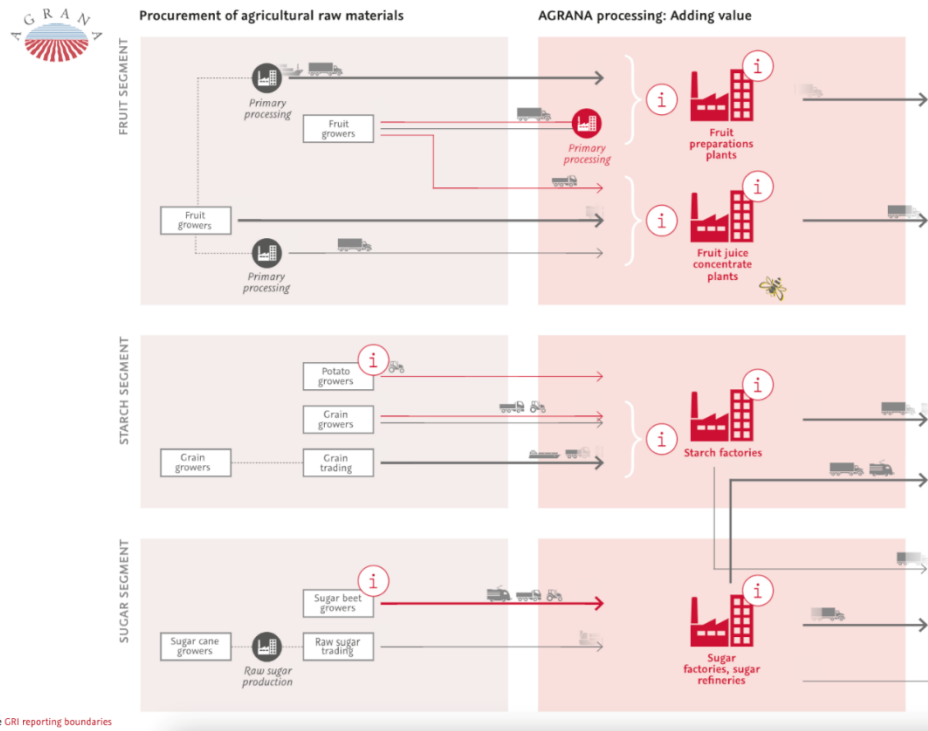 AGRANA
Procurement of agricultural raw materials
AGRANA processing: Adding value
FRUIT SEGMENT
Primary
processing
Fruit
growers
Primary
processing
i
i
Fruit
preparations
plants
Fruit
growers
Primary
processing
i
i
Fruit juice
concentrate
plants
STARCH SEGMENT
Potato
growers
i
Grain
growers
Grain
growers
Grain
trading
i
i
Starch factories
SUGAR SEGMENT
Sugar beet
growers
i
Sugar cane
growers
Raw sugar
production
Raw sugar
trading
i
Sugar
factories, sugar
refineries
GRI reporting boundaries